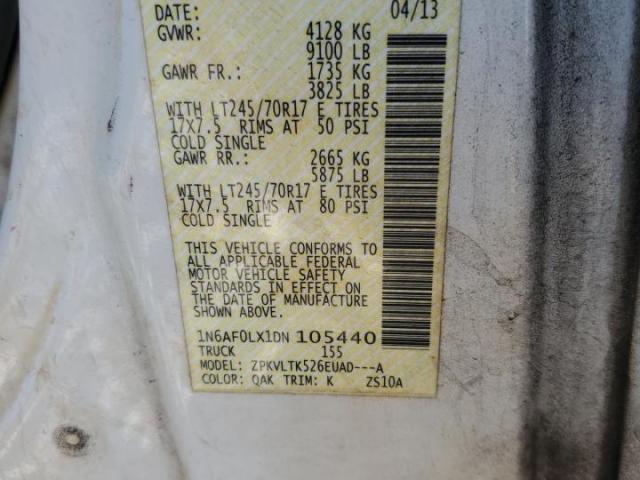 DATE: 04/13
GVWR: 4128 KG
9100 LB
GAWR FR.: 1735 KG
3825 LB
WITH LT245/70R17 E TIRES
17X7.5 RIMS AT 50 PSI
COLD SINGLE
GAWR RR.: 2665 KG
5875 LB
WITH LT245/70R17 E TIRES
17X7.5 RIMS AT 80 PSI
COLD SINGLE
THIS VEHICLE CONFORMS TO
ALL APPLICABLE FEDERAL
MOTOR VEHICLE SAFETY
STANDARDS IN EFFECT ON
THE DATE OF MANUFACTURE
SHOWN ABOVE.
1N6AF0LX1DN 105440
TRUCK 155
MODEL: ZPKVLTK526EUAD---A
COLOR: QAK TRIM: K ZS10A